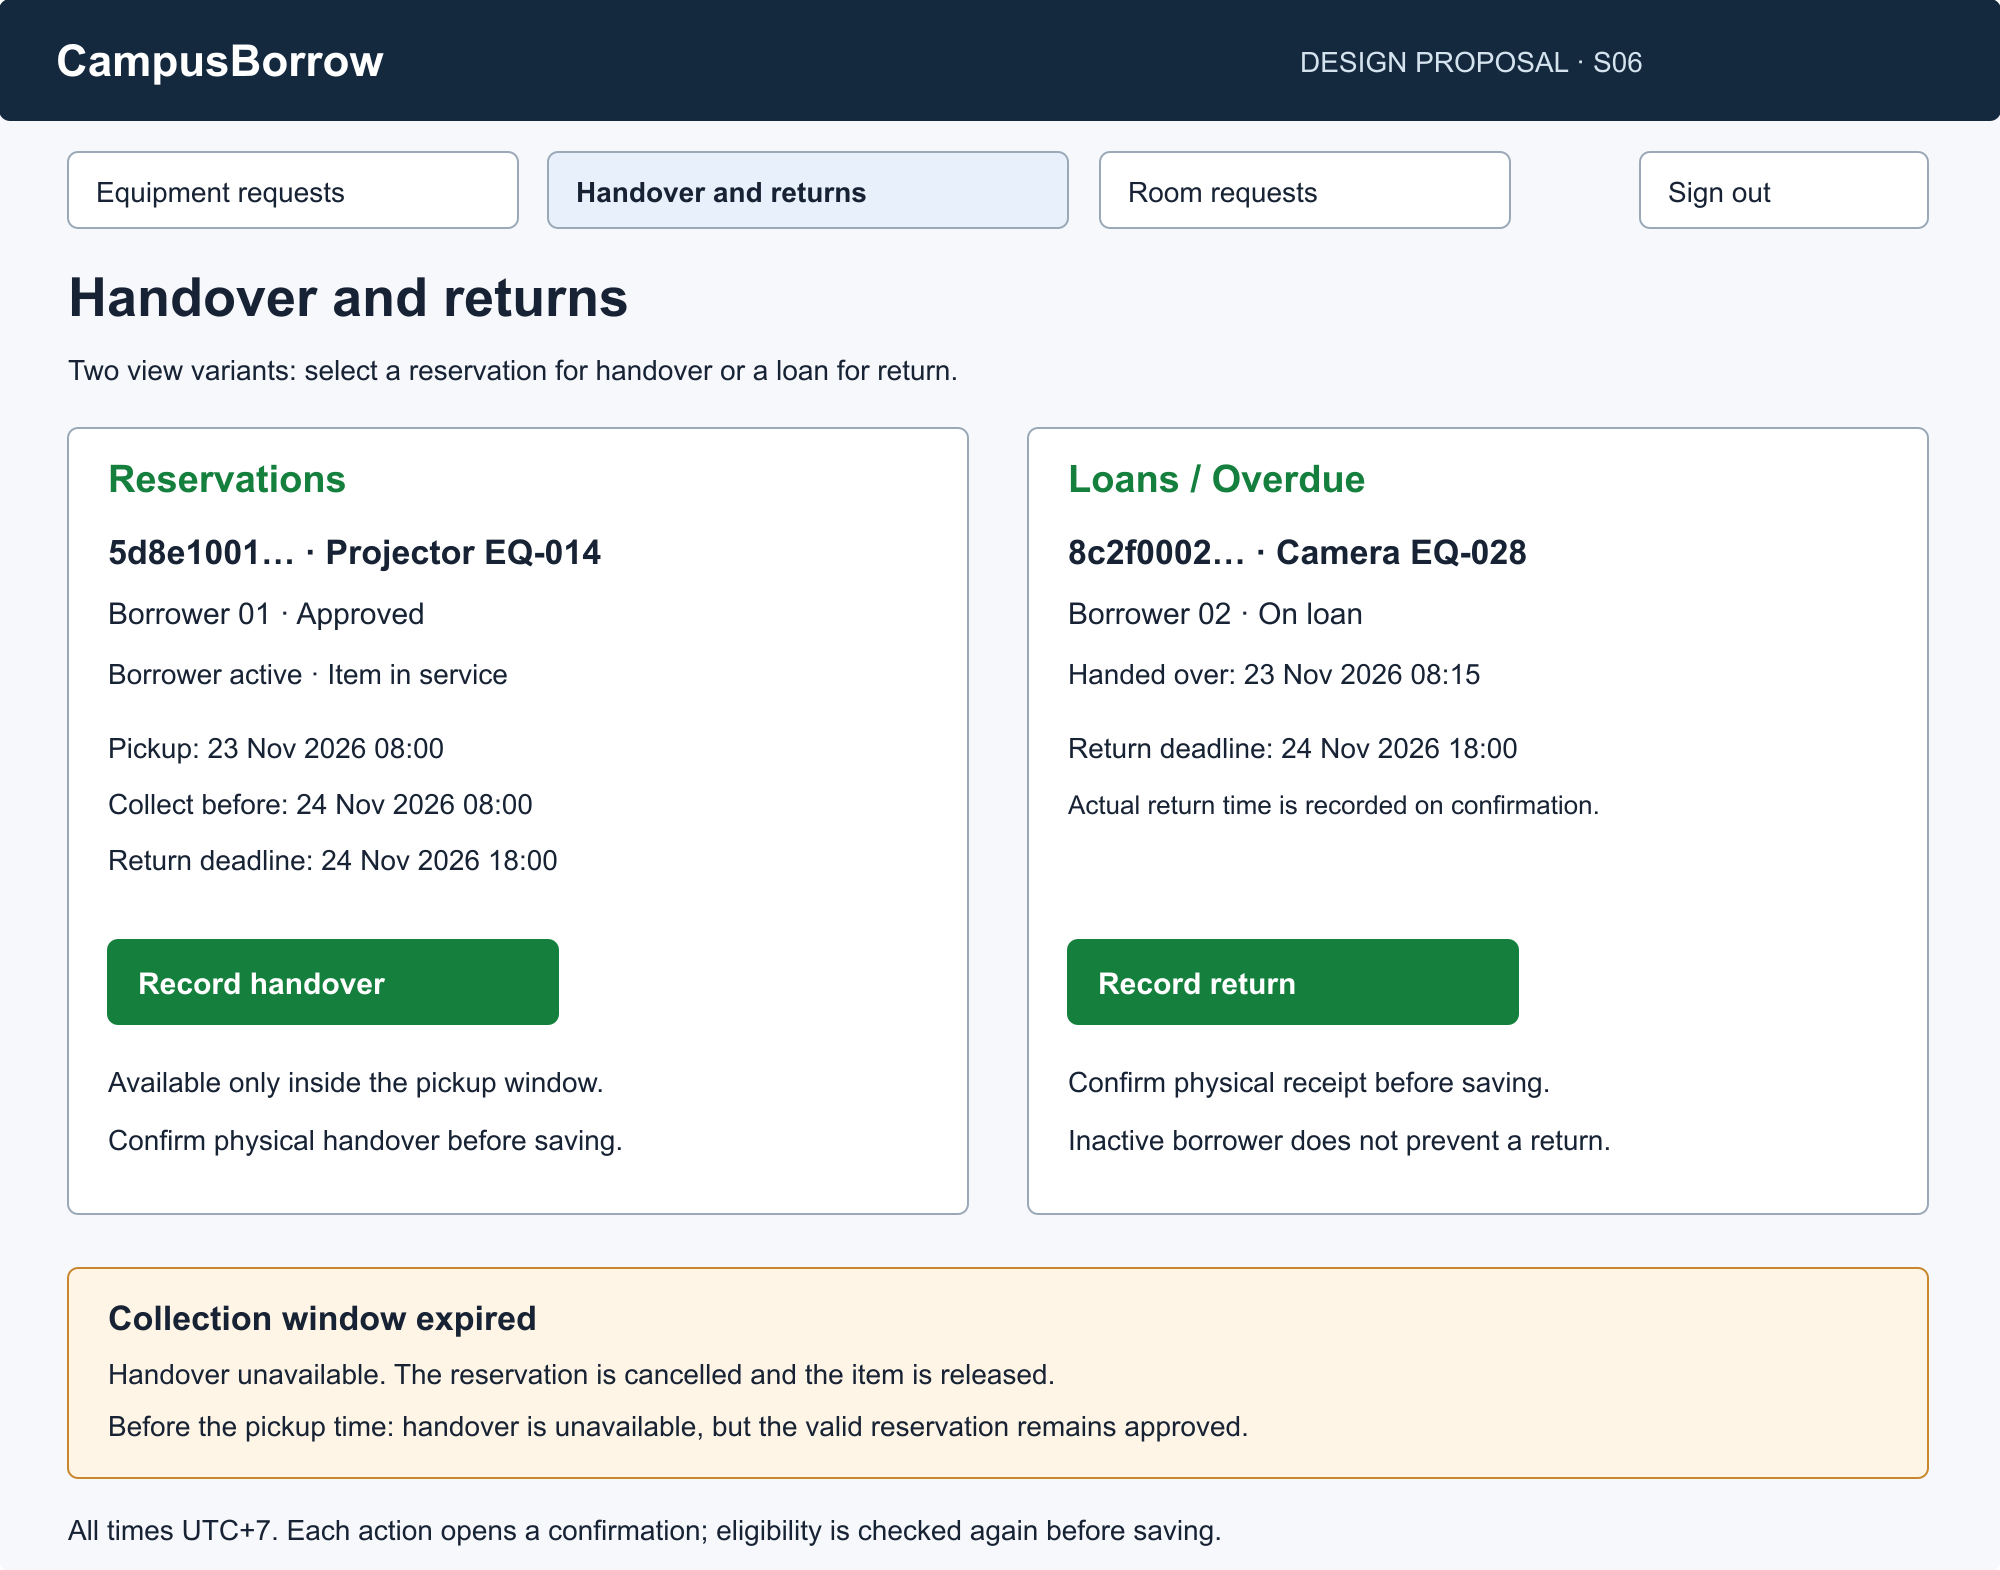 CampusBorrow
DESIGN PROPOSAL · S06
Equipment requests
Handover and returns
Room requests
Sign out
Handover and returns
Two view variants: select a reservation for handover or a loan for return.
Reservations
5d8e1001… · Projector EQ-014
Borrower 01 · Approved
Borrower active · Item in service
Pickup: 23 Nov 2026 08:00
Collect before: 24 Nov 2026 08:00
Return deadline: 24 Nov 2026 18:00
Record handover
Available only inside the pickup window.
Confirm physical handover before saving.
Loans / Overdue
8c2f0002… · Camera EQ-028
Borrower 02 · On loan
Handed over: 23 Nov 2026 08:15
Return deadline: 24 Nov 2026 18:00
Actual return time is recorded on confirmation.
Record return
Confirm physical receipt before saving.
Inactive borrower does not prevent a return.
Collection window expired
Handover unavailable. The reservation is cancelled and the item is released.
Before the pickup time: handover is unavailable, but the valid reservation remains approved.
All times UTC+7. Each action opens a confirmation; eligibility is checked again before saving.